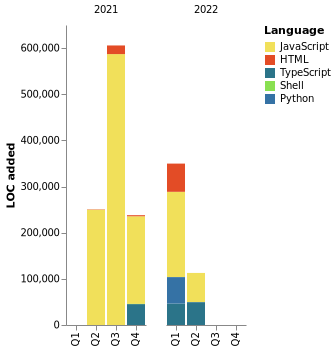 2021 2022
Language
JavaScript
HTML
TypeScript
Shell
Python
LOC added
600,000
500,000
400,000
300,000
200,000
100,000
0
Q1 Q2 Q3 Q4 Q1 Q2 Q3 Q4